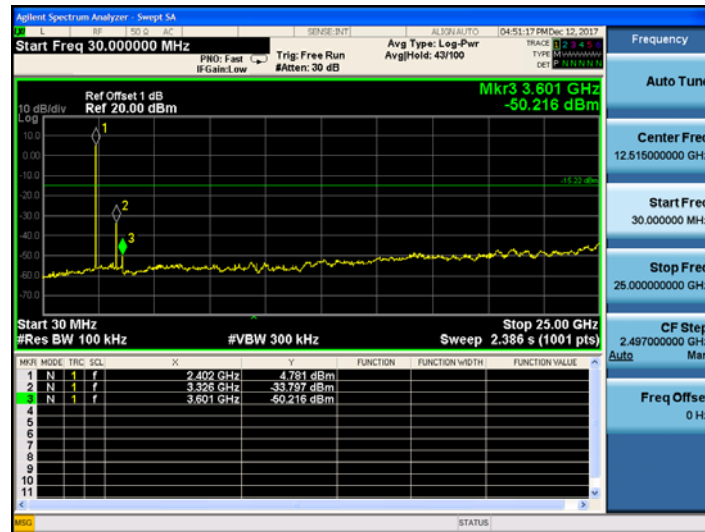 Agilent Spectrum Analyzer - Swept SA
L RF 50 Ω AC SENSE:INT ALIGN AUTO 04:51:17 PM Dec 12, 2017
Start Freq 30.000000 MHz
PNO: Fast
IFGain:Low
Trig: Free Run
#Atten: 30 dB
Avg Type: Log-Pwr
Avg|Hold: 43/100
TRACE 1 2 3 4 5 6
TYPE M
DET P N N N N N
Ref Offset 1 dB
10 dB/div Ref 20.00 dBm
Log
Mkr3 3.601 GHz
-50.216 dBm
10.0
0.00
-10.0
-20.0
-30.0
-40.0
-50.0
-60.0
-70.0
1
2
3
Start 30 MHz Stop 25.00 GHz
#Res BW 100 kHz #VBW 300 kHz Sweep 2.386 s (1001 pts)
MKR MODE TRC SCL X Y FUNCTION FUNCTION WIDTH FUNCTION VALUE
1 N 1 f 2.402 GHz 4.781 dBm
2 N 1 f 3.326 GHz -33.797 dBm
3 N 1 f 3.601 GHz -50.216 dBm
4
5
6
7
8
9
10
11
MSG STATUS
Frequency
Auto Tune
Center Freq
12.515000000 GHz
Start Freq
30.000000 MHz
Stop Freq
25.000000000 GHz
CF Step
2.497000000 GHz
Auto Man
Freq Offset
0 Hz